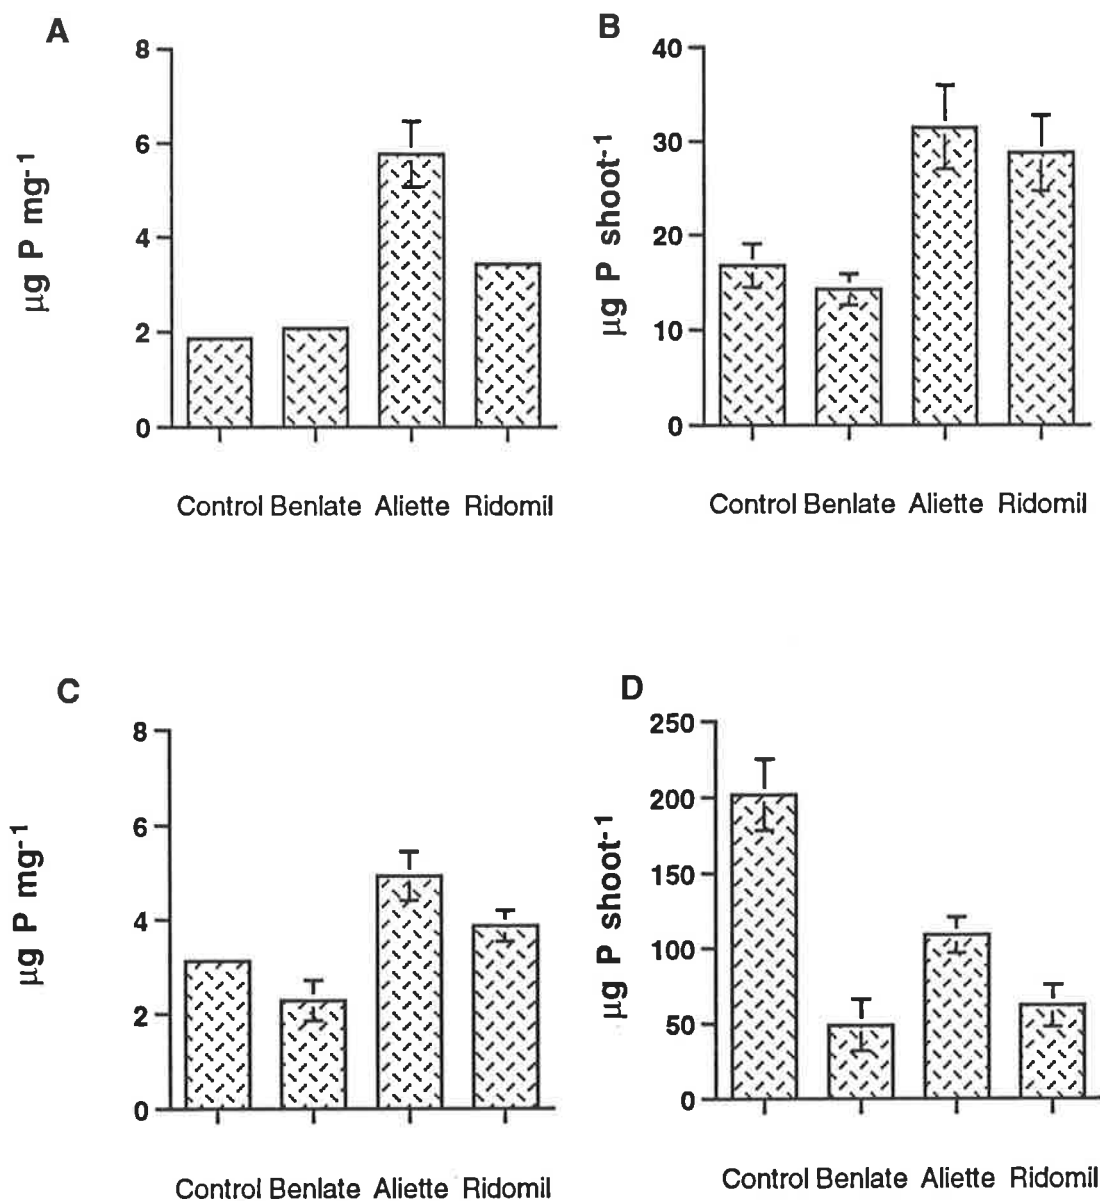 A
µg P mg-1
8
6
4
2
0
Control Benlate Aliette Ridomil
B
µg P shoot-1
40
30
20
10
0
Control Benlate Aliette Ridomil
C
µg P mg-1
8
6
4
2
0
Control Benlate Aliette Ridomil
D
µg P shoot-1
250
200
150
100
50
0
Control Benlate Aliette Ridomil